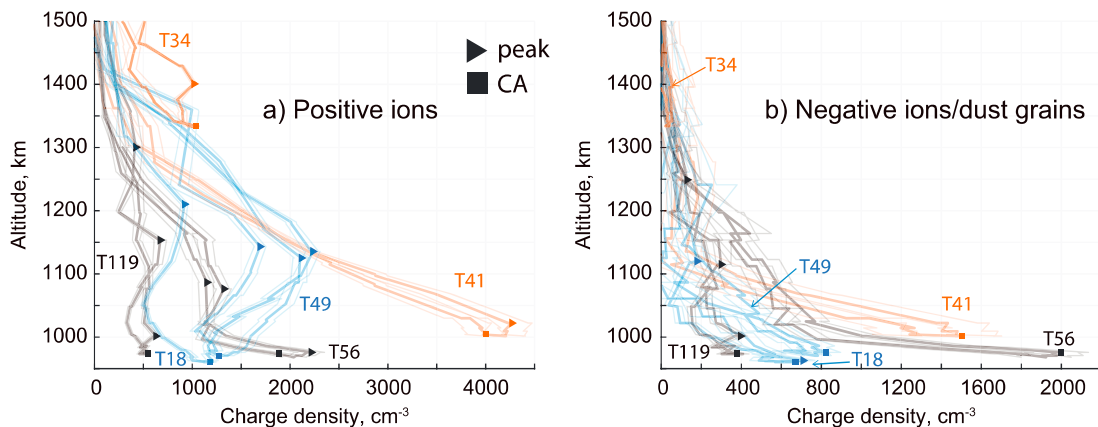 1500
1400
1300
1200
1100
1000
Altitude, km
0
1000
2000
3000
4000
Charge density, cm-3
a) Positive ions
peak
CA
T34
T41
T119
T49
T18
T56
1500
1400
1300
1200
1100
1000
Altitude, km
0
400
800
1200
1600
2000
Charge density, cm-3
b) Negative ions/dust grains
T34
T49
T41
T56
T119
T18